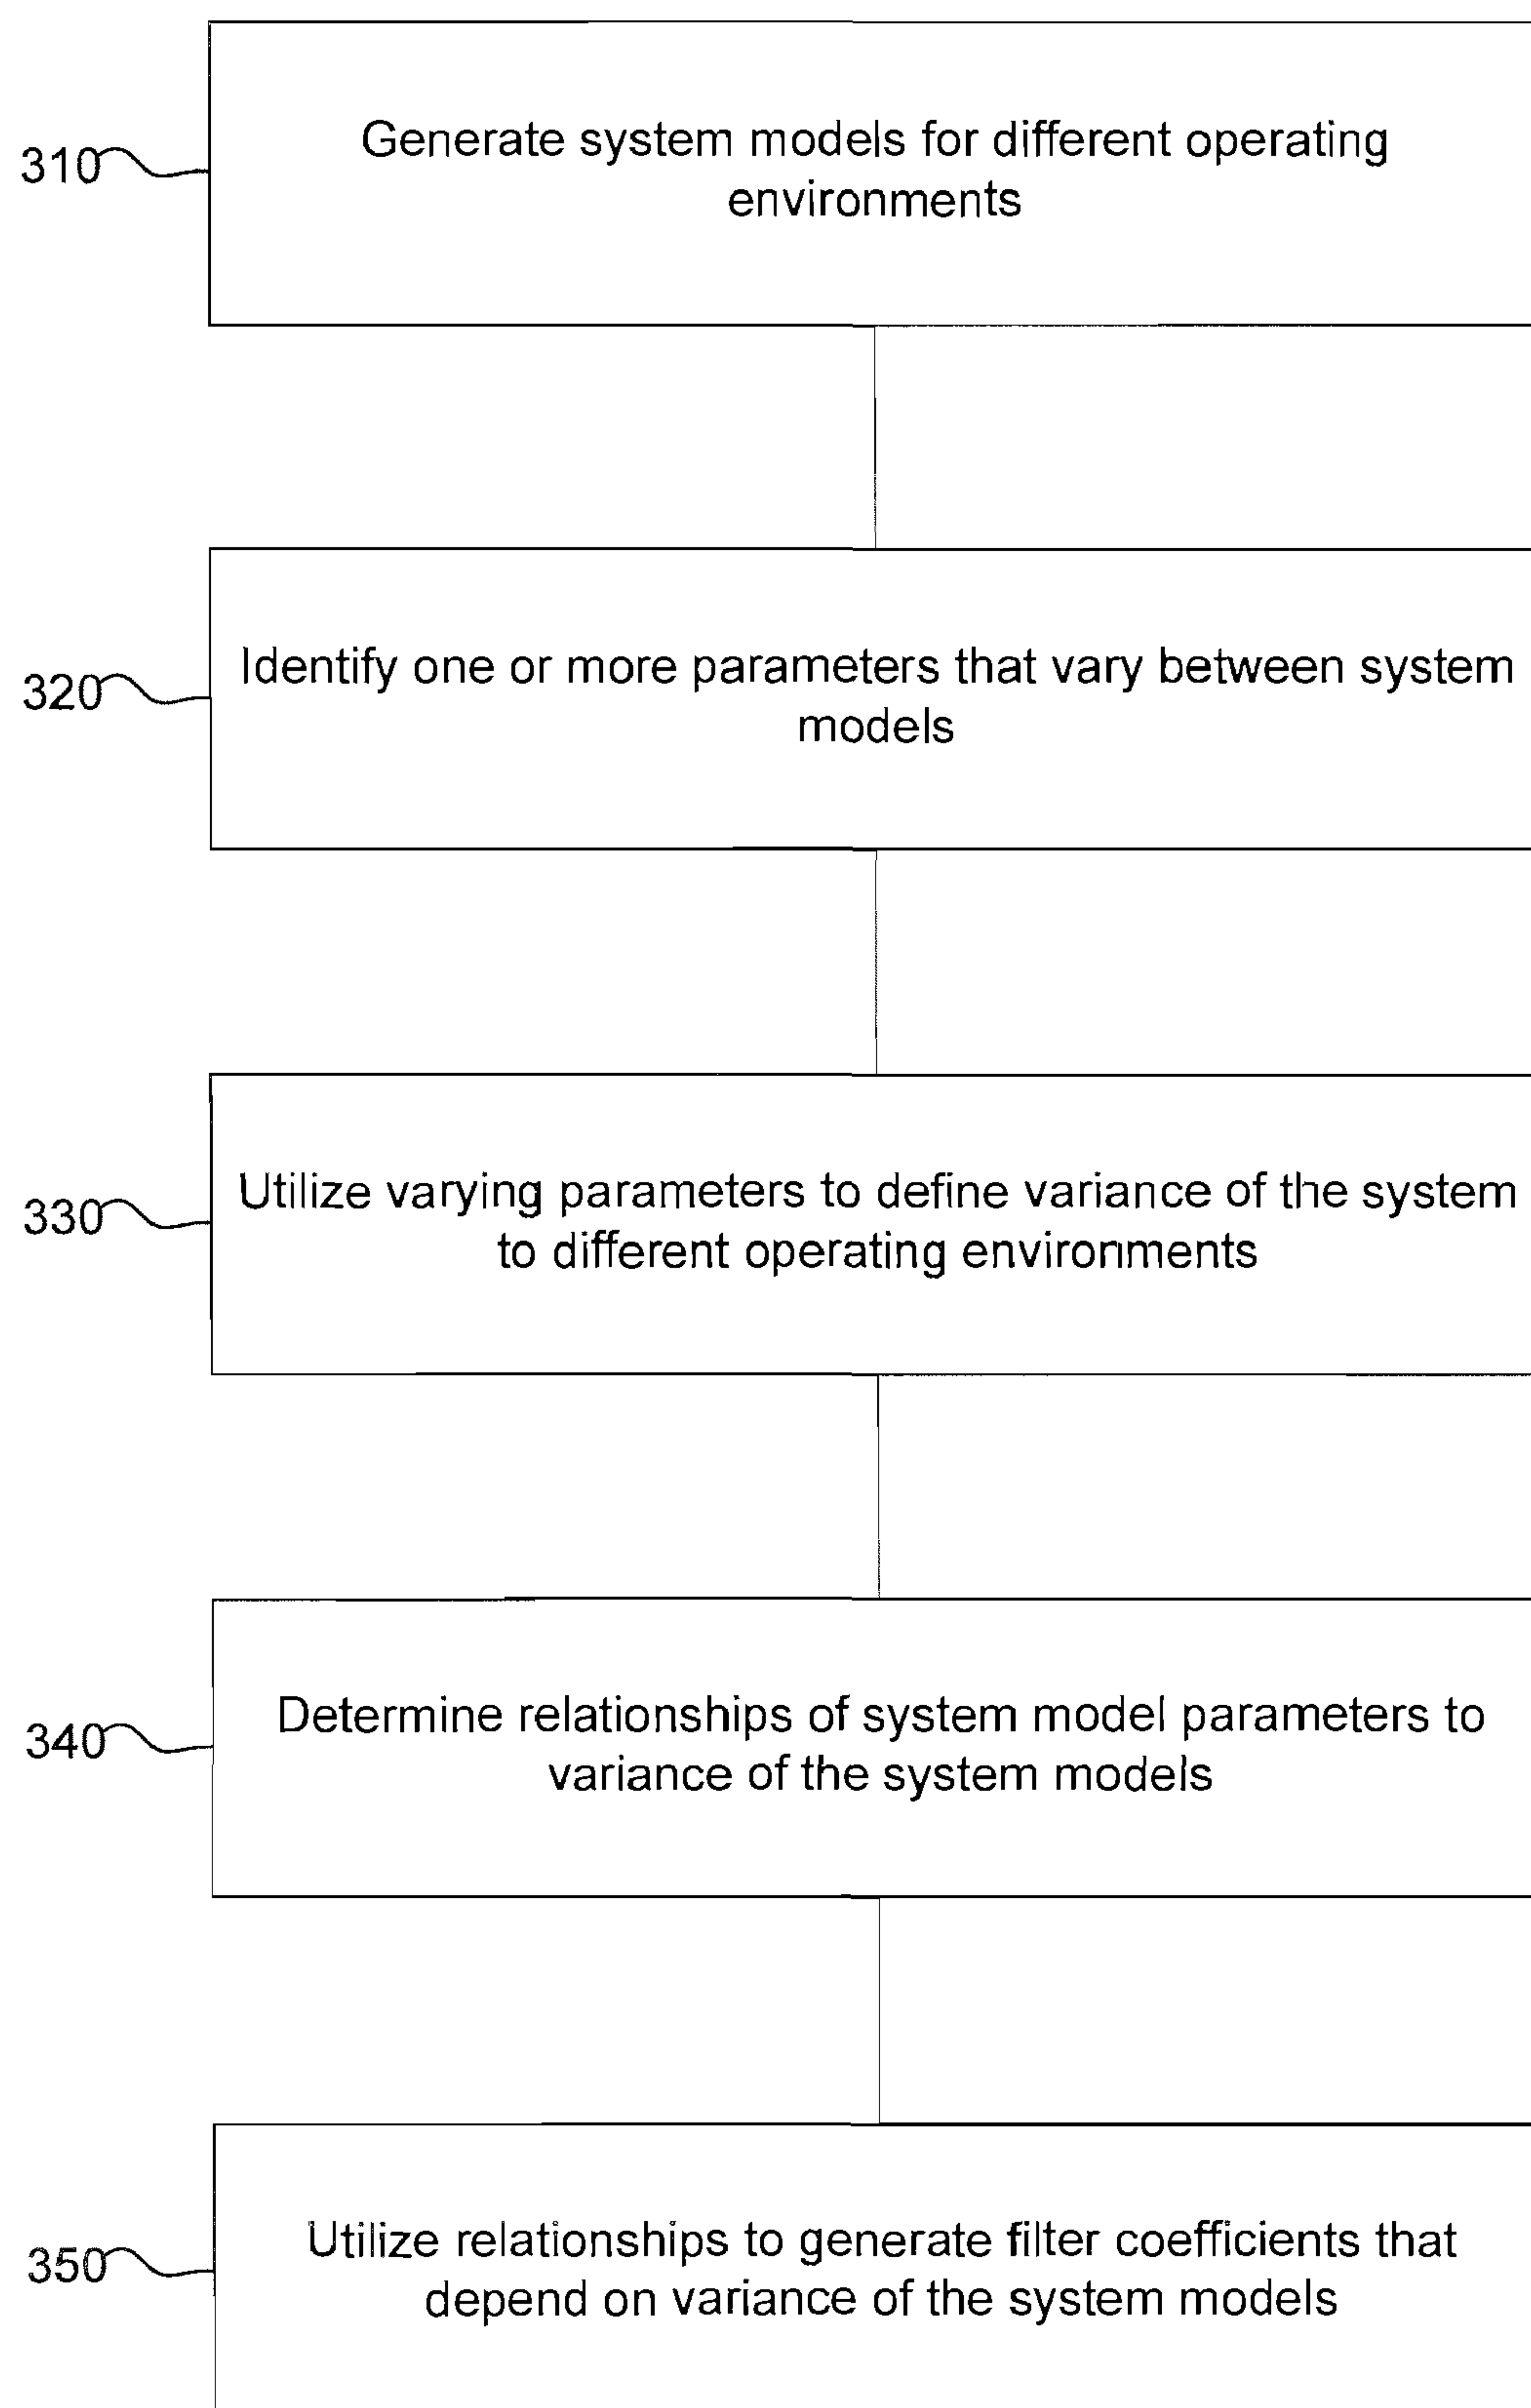 310
Generate system models for different operating
environments
320
Identify one or more parameters that vary between system
models
330
Utilize varying parameters to define variance of the system
to different operating environments
340
Determine relationships of system model parameters to
variance of the system models
350
Utilize relationships to generate filter coefficients that
depend on variance of the system models